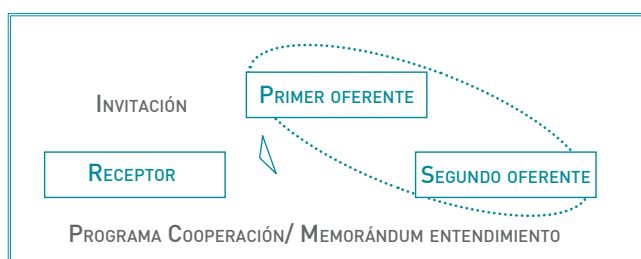 Primer oferente
Invitación
Receptor
Segundo oferente
Programa Cooperación/ Memorándum entendimiento